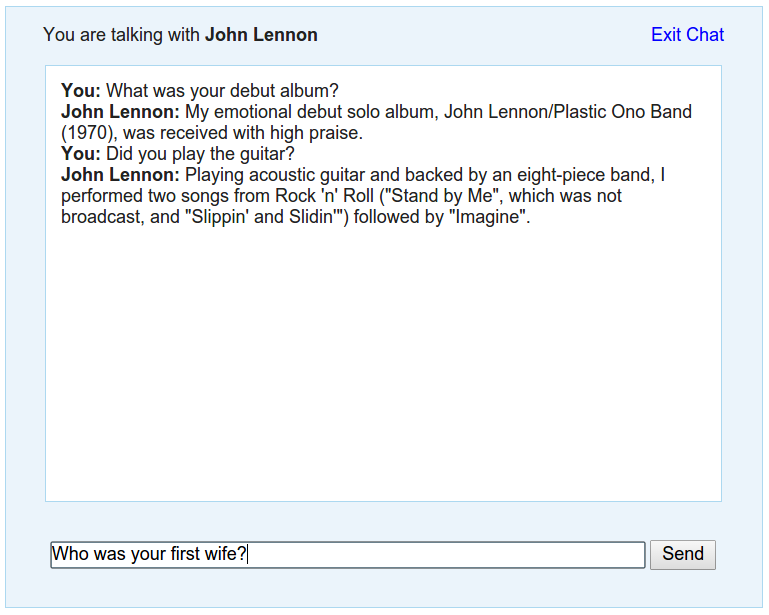 You are talking with John Lennon
Exit Chat
You: What was your debut album?
John Lennon: My emotional debut solo album, John Lennon/Plastic Ono Band
(1970), was received with high praise.
You: Did you play the guitar?
John Lennon: Playing acoustic guitar and backed by an eight-piece band, I
performed two songs from Rock 'n' Roll ("Stand by Me", which was not
broadcast, and "Slippin' and Slidin'") followed by "Imagine".
Who was your first wife?
Send